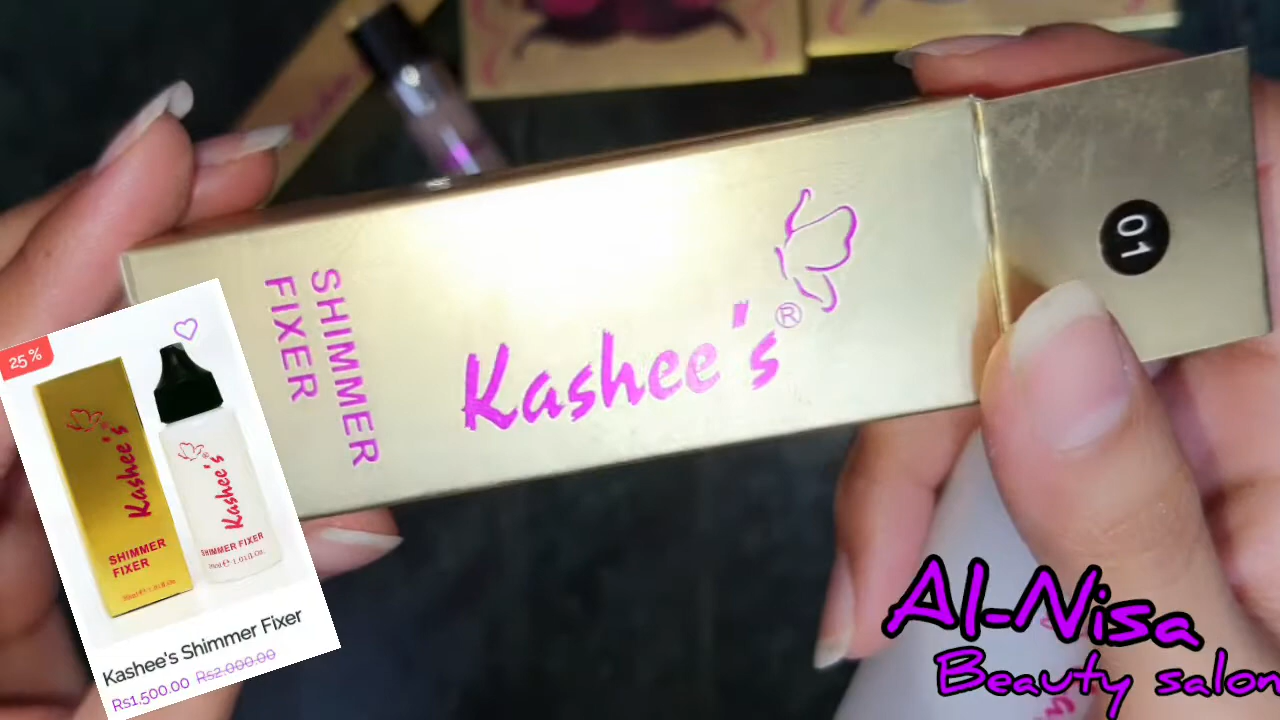 SHIMMER
FIXER
Kashee's®
01
25%
Kashee's
SHIMMER
FIXER
Kashee's
SHIMMER FIXER
Kashee's Shimmer Fixer
Rs1,500.00 Rs2,000.00
Al-Nisa
Beauty salon